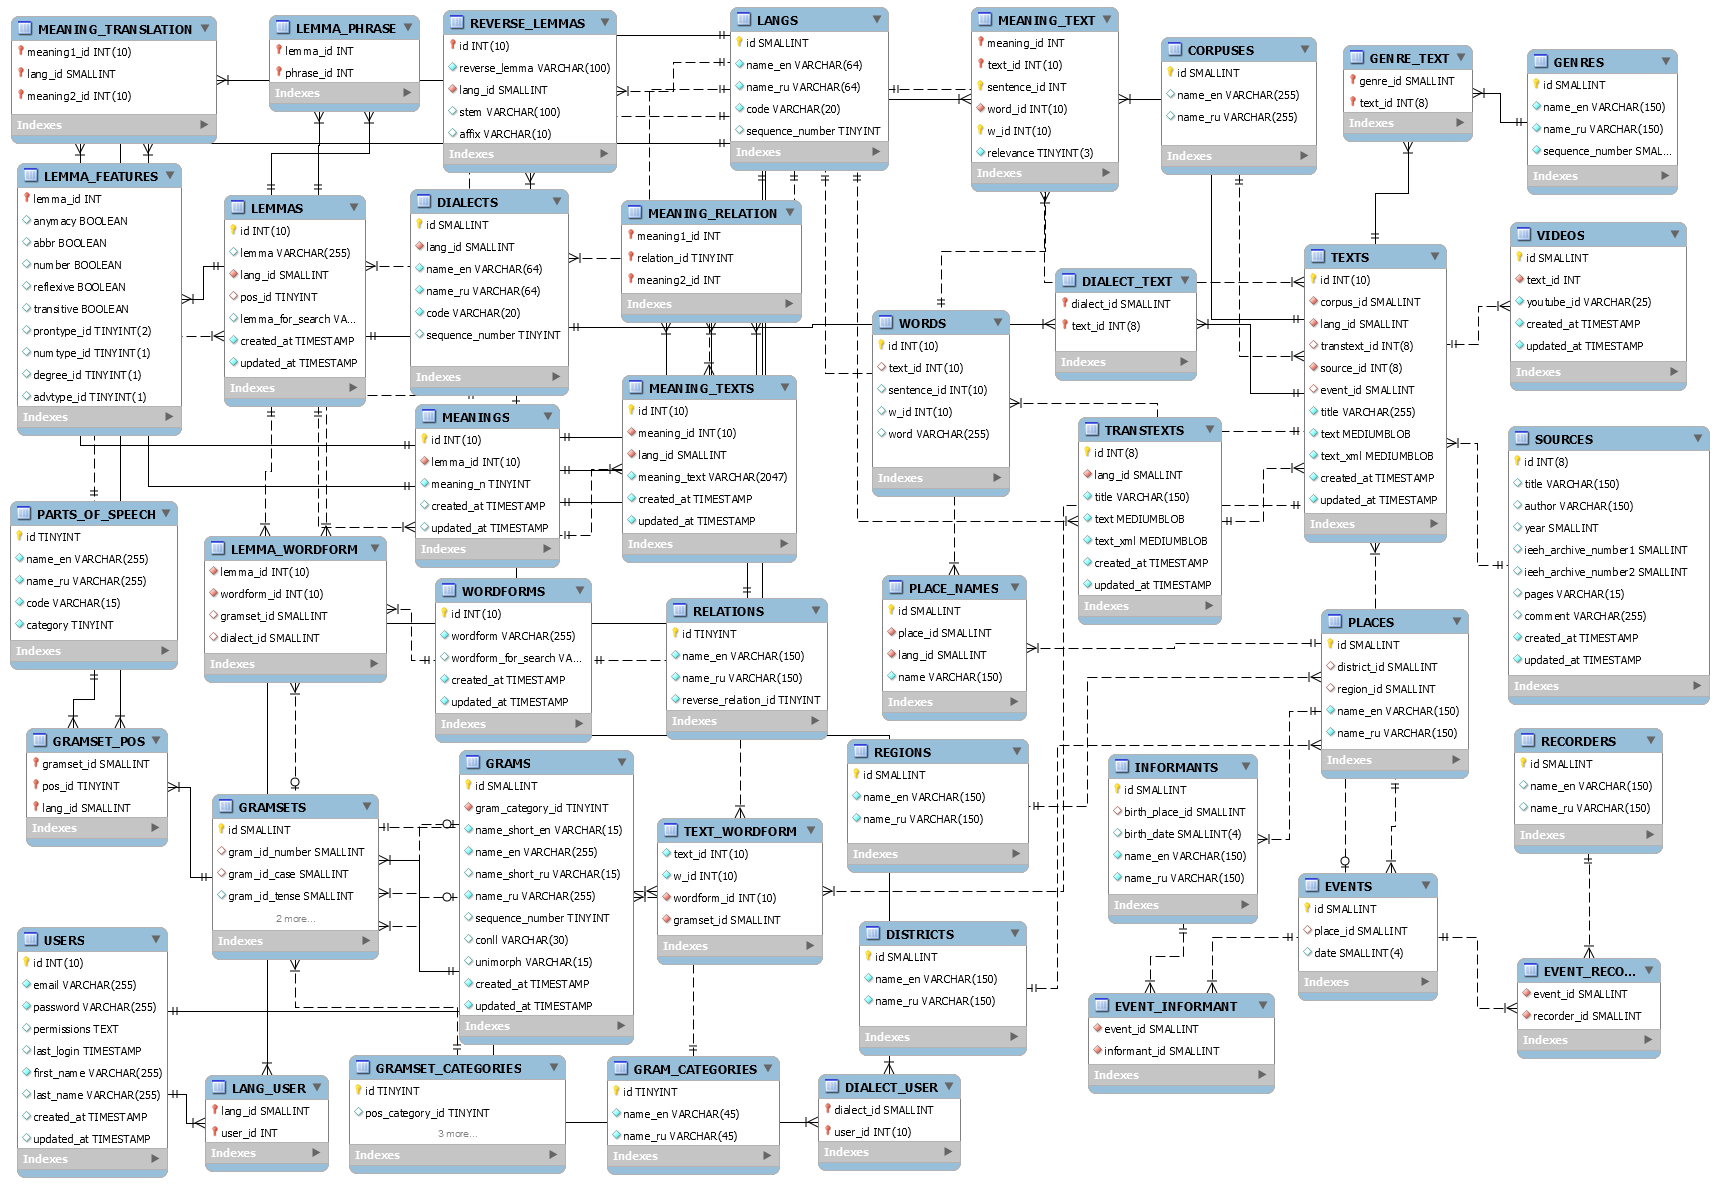 MEANING_TRANSLATION
meaning1_id INT(10)
lang_id SMALLINT
meaning2_id INT(10)
Indexes
LEMMA_PHRASE
lemma_id INT
phrase_id INT
Indexes
REVERSE_LEMMAS
id INT(10)
reverse_lemma VARCHAR(100)
lang_id SMALLINT
stem VARCHAR(100)
affix VARCHAR(10)
Indexes
LANGS
id SMALLINT
name_en VARCHAR(64)
name_ru VARCHAR(64)
code VARCHAR(20)
sequence_number TINYINT
Indexes
MEANING_TEXT
meaning_id INT
text_id INT(10)
sentence_id INT
word_id INT(10)
w_id INT(10)
relevance TINYINT(3)
Indexes
CORPUSES
id SMALLINT
name_en VARCHAR(255)
name_ru VARCHAR(255)
Indexes
GENRE_TEXT
genre_id SMALLINT
text_id INT(8)
Indexes
GENRES
id SMALLINT
name_en VARCHAR(150)
name_ru VARCHAR(150)
sequence_number SMAL...
Indexes
LEMMA_FEATURES
lemma_id INT
anymacy BOOLEAN
abbr BOOLEAN
number BOOLEAN
reflexive BOOLEAN
transitive BOOLEAN
prontype_id TINYINT(2)
numtype_id TINYINT(1)
degree_id TINYINT(1)
advtype_id TINYINT(1)
Indexes
LEMMAS
id INT(10)
lemma VARCHAR(255)
lang_id SMALLINT
pos_id TINYINT
lemma_for_search VA...
created_at TIMESTAMP
updated_at TIMESTAMP
Indexes
DIALECTS
id SMALLINT
lang_id SMALLINT
name_en VARCHAR(64)
name_ru VARCHAR(64)
code VARCHAR(20)
sequence_number TINYINT
Indexes
MEANING_RELATION
meaning1_id INT
relation_id TINYINT
meaning2_id INT
Indexes
DIALECT_TEXT
dialect_id SMALLINT
text_id INT(8)
Indexes
TEXTS
id INT(10)
corpus_id SMALLINT
lang_id SMALLINT
transtext_id INT(8)
source_id INT(8)
event_id SMALLINT
title VARCHAR(255)
text MEDIUMBLOB
text_xml MEDIUMBLOB
created_at TIMESTAMP
updated_at TIMESTAMP
Indexes
VIDEOS
id SMALLINT
text_id INT
youtube_id VARCHAR(25)
created_at TIMESTAMP
updated_at TIMESTAMP
Indexes
WORDS
id INT(10)
text_id INT(10)
sentence_id INT(10)
w_id INT(10)
word VARCHAR(255)
Indexes
MEANINGS
id INT(10)
lemma_id INT(10)
meaning_n TINYINT
created_at TIMESTAMP
updated_at TIMESTAMP
Indexes
MEANING_TEXTS
id INT(10)
meaning_id INT(10)
lang_id SMALLINT
meaning_text VARCHAR(2047)
created_at TIMESTAMP
updated_at TIMESTAMP
Indexes
TRANSTEXTS
id INT(8)
lang_id SMALLINT
title VARCHAR(150)
text MEDIUMBLOB
text_xml MEDIUMBLOB
created_at TIMESTAMP
updated_at TIMESTAMP
Indexes
SOURCES
id INT(8)
title VARCHAR(150)
author VARCHAR(150)
year SMALLINT
ieeh_archive_number1 SMALLINT
ieeh_archive_number2 SMALLINT
pages VARCHAR(15)
comment VARCHAR(255)
created_at TIMESTAMP
updated_at TIMESTAMP
Indexes
PARTS_OF_SPEECH
id TINYINT
name_en VARCHAR(255)
name_ru VARCHAR(255)
code VARCHAR(15)
category TINYINT
Indexes
LEMMA_WORDFORM
lemma_id INT(10)
wordform_id INT(10)
gramset_id SMALLINT
dialect_id SMALLINT
Indexes
WORDFORMS
id INT(10)
wordform VARCHAR(255)
wordform_for_search VA...
created_at TIMESTAMP
updated_at TIMESTAMP
Indexes
RELATIONS
id TINYINT
name_en VARCHAR(150)
name_ru VARCHAR(150)
reverse_relation_id TINYINT
Indexes
PLACE_NAMES
id SMALLINT
place_id SMALLINT
lang_id SMALLINT
name VARCHAR(150)
Indexes
PLACES
id SMALLINT
district_id SMALLINT
region_id SMALLINT
name_en VARCHAR(150)
name_ru VARCHAR(150)
Indexes
GRAMSET_POS
gramset_id SMALLINT
pos_id TINYINT
lang_id SMALLINT
Indexes
GRAMSETS
id SMALLINT
gram_id_number SMALLINT
gram_id_case SMALLINT
gram_id_tense SMALLINT
2 more...
Indexes
GRAMS
id SMALLINT
gram_category_id TINYINT
name_short_en VARCHAR(15)
name_en VARCHAR(255)
name_short_ru VARCHAR(15)
name_ru VARCHAR(255)
sequence_number TINYINT
conll VARCHAR(30)
unimorph VARCHAR(15)
created_at TIMESTAMP
updated_at TIMESTAMP
Indexes
TEXT_WORDFORM
text_id INT(10)
w_id INT(10)
wordform_id INT(10)
gramset_id SMALLINT
Indexes
REGIONS
id SMALLINT
name_en VARCHAR(150)
name_ru VARCHAR(150)
Indexes
INFORMANTS
id SMALLINT
birth_place_id SMALLINT
birth_date SMALLINT(4)
name_en VARCHAR(150)
name_ru VARCHAR(150)
Indexes
RECORDERS
id SMALLINT
name_en VARCHAR(150)
name_ru VARCHAR(150)
Indexes
EVENTS
id SMALLINT
place_id SMALLINT
date SMALLINT(4)
Indexes
USERS
id INT(10)
email VARCHAR(255)
password VARCHAR(255)
permissions TEXT
last_login TIMESTAMP
first_name VARCHAR(255)
last_name VARCHAR(255)
created_at TIMESTAMP
updated_at TIMESTAMP
Indexes
DISTRICTS
id SMALLINT
name_en VARCHAR(150)
name_ru VARCHAR(150)
Indexes
EVENT_INFORMANT
event_id SMALLINT
informant_id SMALLINT
Indexes
EVENT_RECO...
event_id SMALLINT
recorder_id SMALLINT
Indexes
LANG_USER
lang_id SMALLINT
user_id INT
Indexes
GRAMSET_CATEGORIES
id TINYINT
pos_category_id TINYINT
3 more...
Indexes
GRAM_CATEGORIES
id TINYINT
name_en VARCHAR(45)
name_ru VARCHAR(45)
Indexes
DIALECT_USER
dialect_id SMALLINT
user_id INT(10)
Indexes